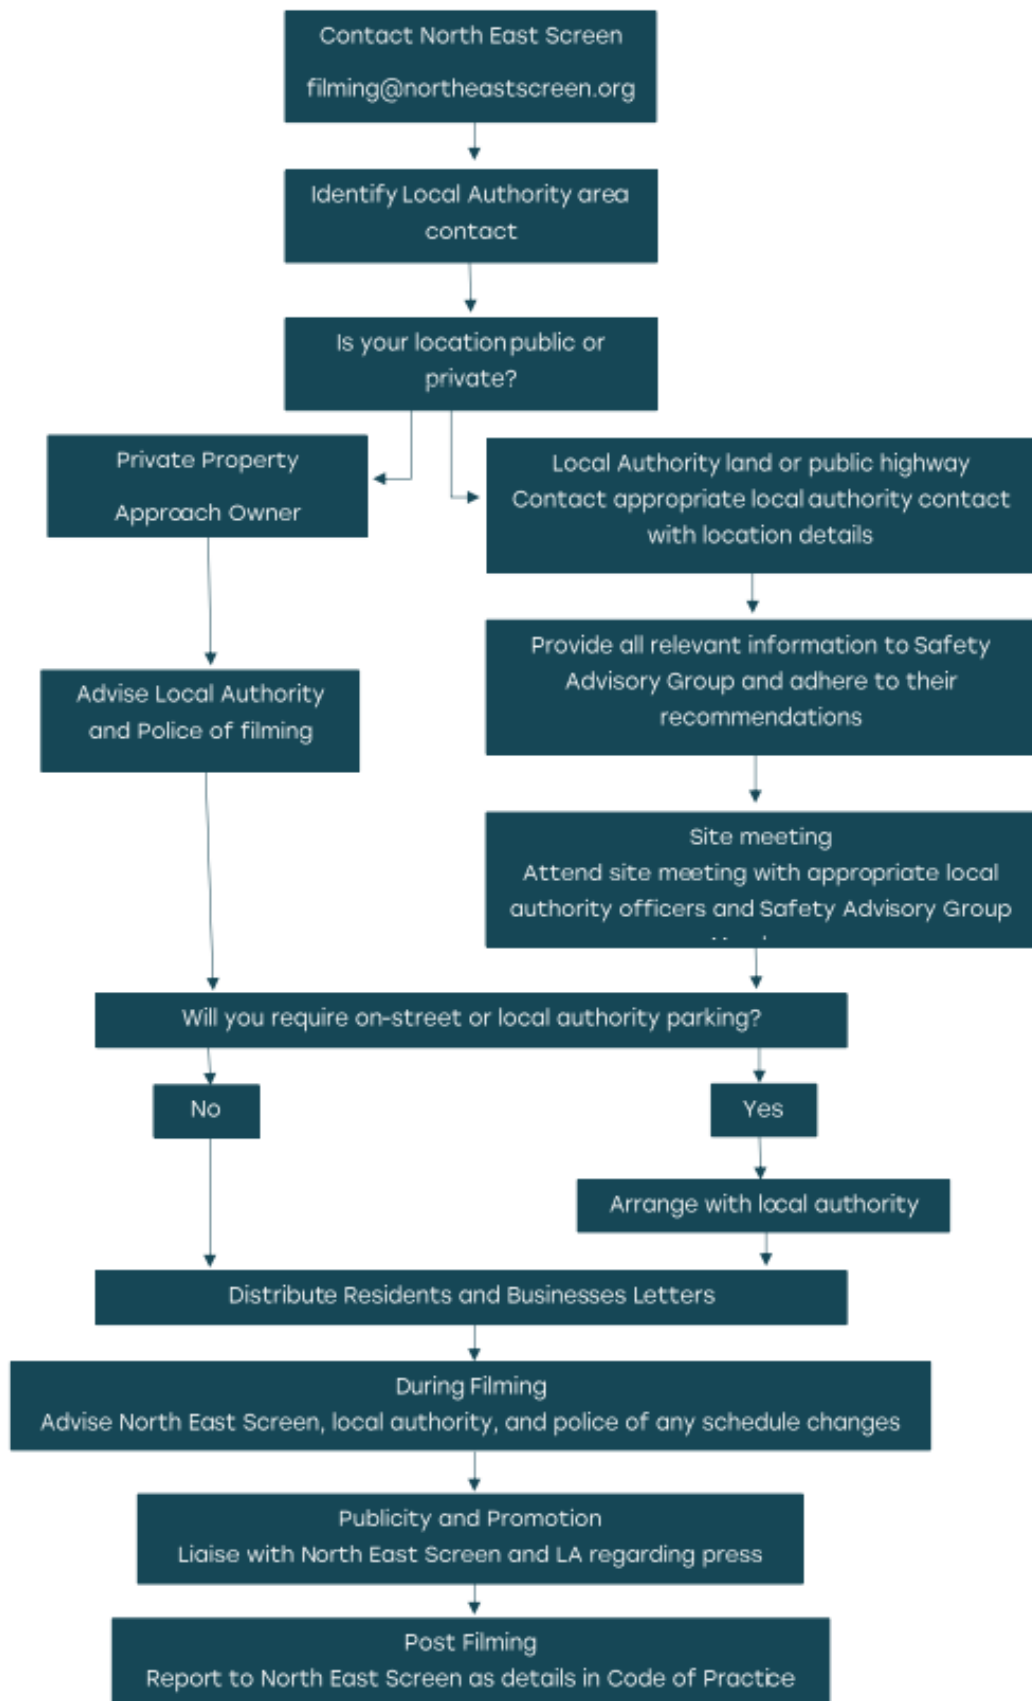 Contact North East Screen
filming@northeastscreen.org
Identify Local Authority area
contact
Is your location public or
private?
Private Property
Approach Owner
Local Authority land or public highway
Contact appropriate local authority contact
with location details
Advise Local Authority
and Police of filming
Provide all relevant information to Safety
Advisory Group and adhere to their
recommendations
Site meeting
Attend site meeting with appropriate local
authority officers and Safety Advisory Group
Will you require on-street or local authority parking?
No
Yes
Arrange with local authority
Distribute Residents and Businesses Letters
During Filming
Advise North East Screen, local authority, and police of any schedule changes
Publicity and Promotion
Liaise with North East Screen and LA regarding press
Post Filming
Report to North East Screen as details in Code of Practice